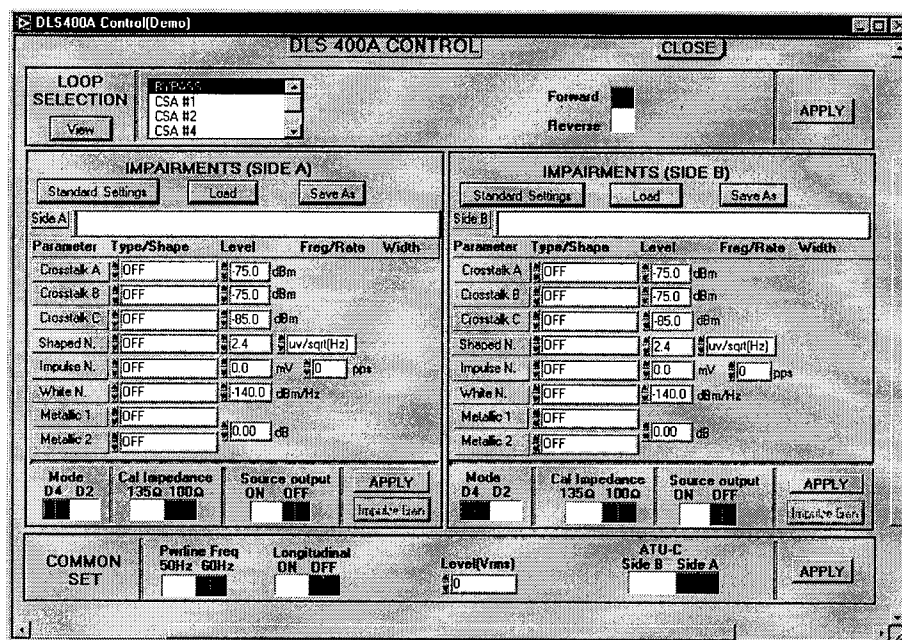 DLS400A Control(Demo)
DLS 400A CONTROL
CLOSE
LOOP SELECTION
View
BYPASS
CSA #1
CSA #2
CSA #4
Forward
Reverse
APPLY
IMPAIRMENTS (SIDE A)
Standard Settings Load Save As
Side A
Parameter Type/Shape Level Freq/Rate Width
Crosstalk A OFF -75.0 dBm
Crosstalk B OFF -75.0 dBm
Crosstalk C OFF -85.0 dBm
Shaped N. OFF 2.4 uv/sqrt(Hz)
Impulse N. OFF 0.0 mV 0 pps
White N. OFF -140.0 dBm/Hz
Metallic 1 OFF
0.00 dB
Metallic 2 OFF
Mode Cal Impedance Source output
D4 D2 135Ω 100Ω ON OFF
APPLY
Impulse Gen
IMPAIRMENTS (SIDE B)
Standard Settings Load Save As
Side B
Parameter Type/Shape Level Freq/Rate Width
Crosstalk A OFF -75.0 dBm
Crosstalk B OFF -75.0 dBm
Crosstalk C OFF -85.0 dBm
Shaped N. OFF 2.4 uv/sqrt(Hz)
Impulse N. OFF 0.0 mV 0 pps
White N. OFF -140.0 dBm/Hz
Metallic 1 OFF
0.00 dB
Metallic 2 OFF
Mode Cal Impedance Source output
D4 D2 135Ω 100Ω ON OFF
APPLY
Impulse Gen
COMMON SET
Pwrline Freq Longitudinal Level(Vrms) ATU-C
50Hz 60Hz ON OFF 0 Side B Side A
APPLY